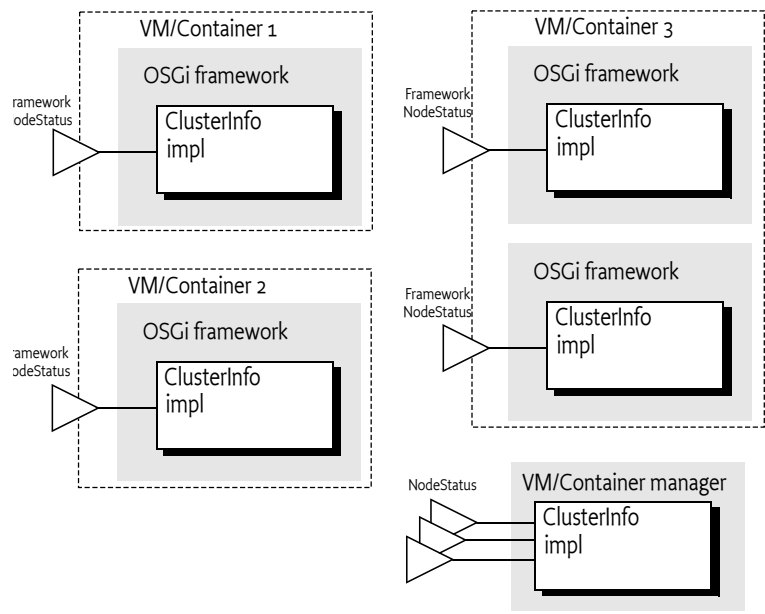 VM/Container 1
OSGi framework
ramework
odeStatus
ClusterInfo
impl
VM/Container 2
OSGi framework
ramework
odeStatus
ClusterInfo
impl
VM/Container 3
OSGi framework
Framework
NodeStatus
ClusterInfo
impl
OSGi framework
Framework
NodeStatus
ClusterInfo
impl
NodeStatus
VM/Container manager
ClusterInfo
impl